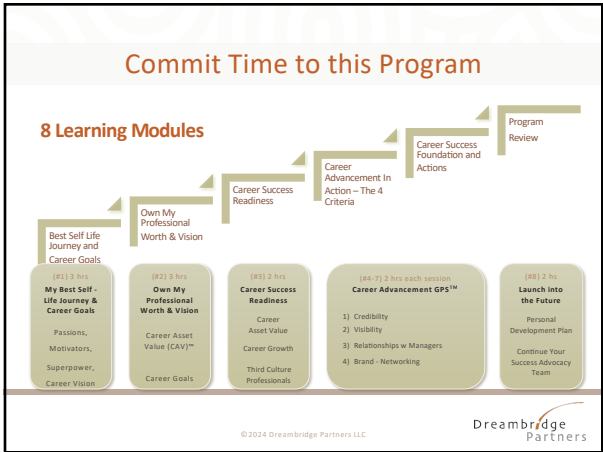 Commit Time to this Program
8 Learning Modules
Best Self Life
Journey and
Career Goals
Own My
Professional
Worth & Vision
Career Success
Readiness
Career
Advancement In
Action – The 4
Criteria
Career Success
Foundation and
Actions
Program
Review
(#1) 3 hrs
My Best Self -
Life Journey &
Career Goals
Passions,
Motivators,
Superpower,
Career Vision
(#2) 3 hrs
Own My
Professional
Worth & Vision
Career Asset
Value (CAV)™
Career Goals
(#3) 2 hrs
Career Success
Readiness
Career
Asset Value
Career Growth
Third Culture
Professionals
(#4-7) 2 hrs each session
Career Advancement GPS℠
1) Credibility
2) Visibility
3) Relationships w Managers
4) Brand - Networking
(#8) 2 hs
Launch into
the Future
Personal
Development Plan
Continue Your
Success Advocacy
Team
©2024 Dreambridge Partners LLC
Dreambridge
Partners